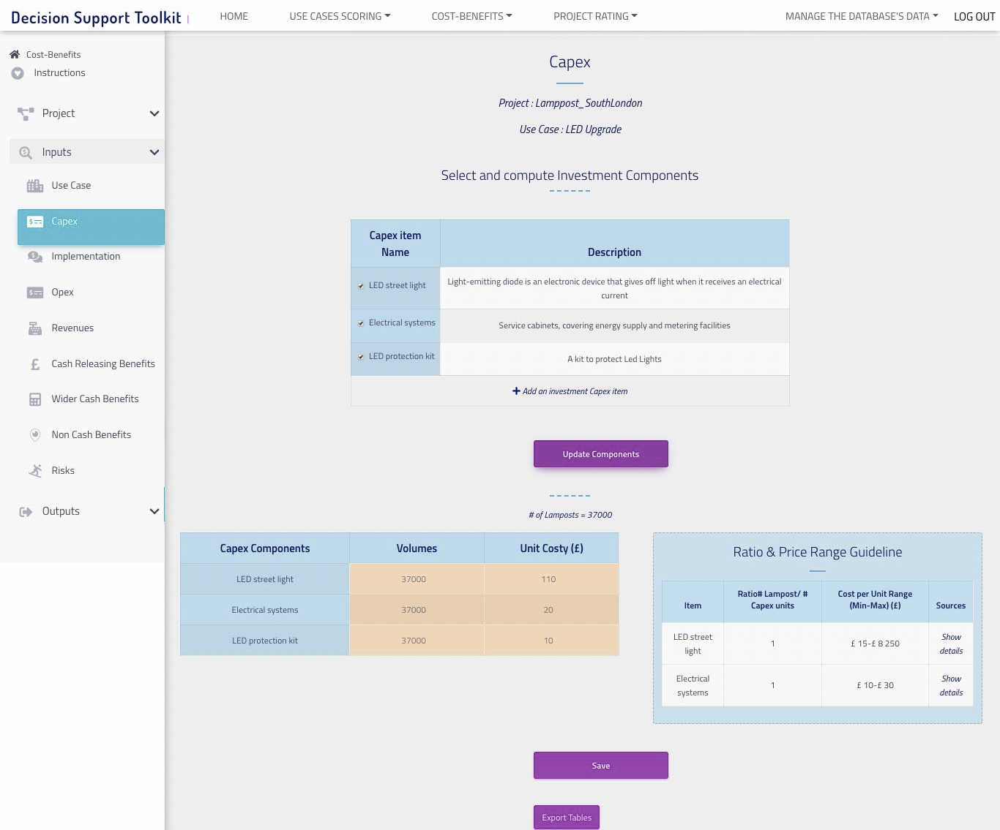 Decision Support Toolkit |
HOME
USE CASES SCORING
COST-BENEFITS
PROJECT RATING
MANAGE THE DATABASE'S DATA
LOG OUT
Cost-Benefits
Instructions
Project
Inputs
Use Case
Capex
Implementation
Opex
Revenues
Cash Releasing Benefits
Wider Cash Benefits
Non Cash Benefits
Risks
Outputs
Capex
Project : Lamppost_SouthLondon
Use Case : LED Upgrade
Select and compute Investment Components
Capex item
Name
Description
LED street light
Light-emitting diode is an electronic device that gives off light when it receives an electrical
current
Electrical systems
Service cabinets, covering energy supply and metering facilities
LED protection kit
A kit to protect Led Lights
Add an investment Capex item
Update Components
# of Lamposts = 37000
Capex Components
Volumes
Unit Costy (£)
LED street light
37000
110
Electrical systems
37000
20
LED protection kit
37000
10
Ratio & Price Range Guideline
Item
Ratio# Lampost/ #
Capex units
Cost per Unit Range
(Min-Max) (£)
Sources
LED street
light
1
£ 15-£ 8 250
Show
details
Electrical
systems
1
£ 10-£ 30
Show
details
Save
Export Tables